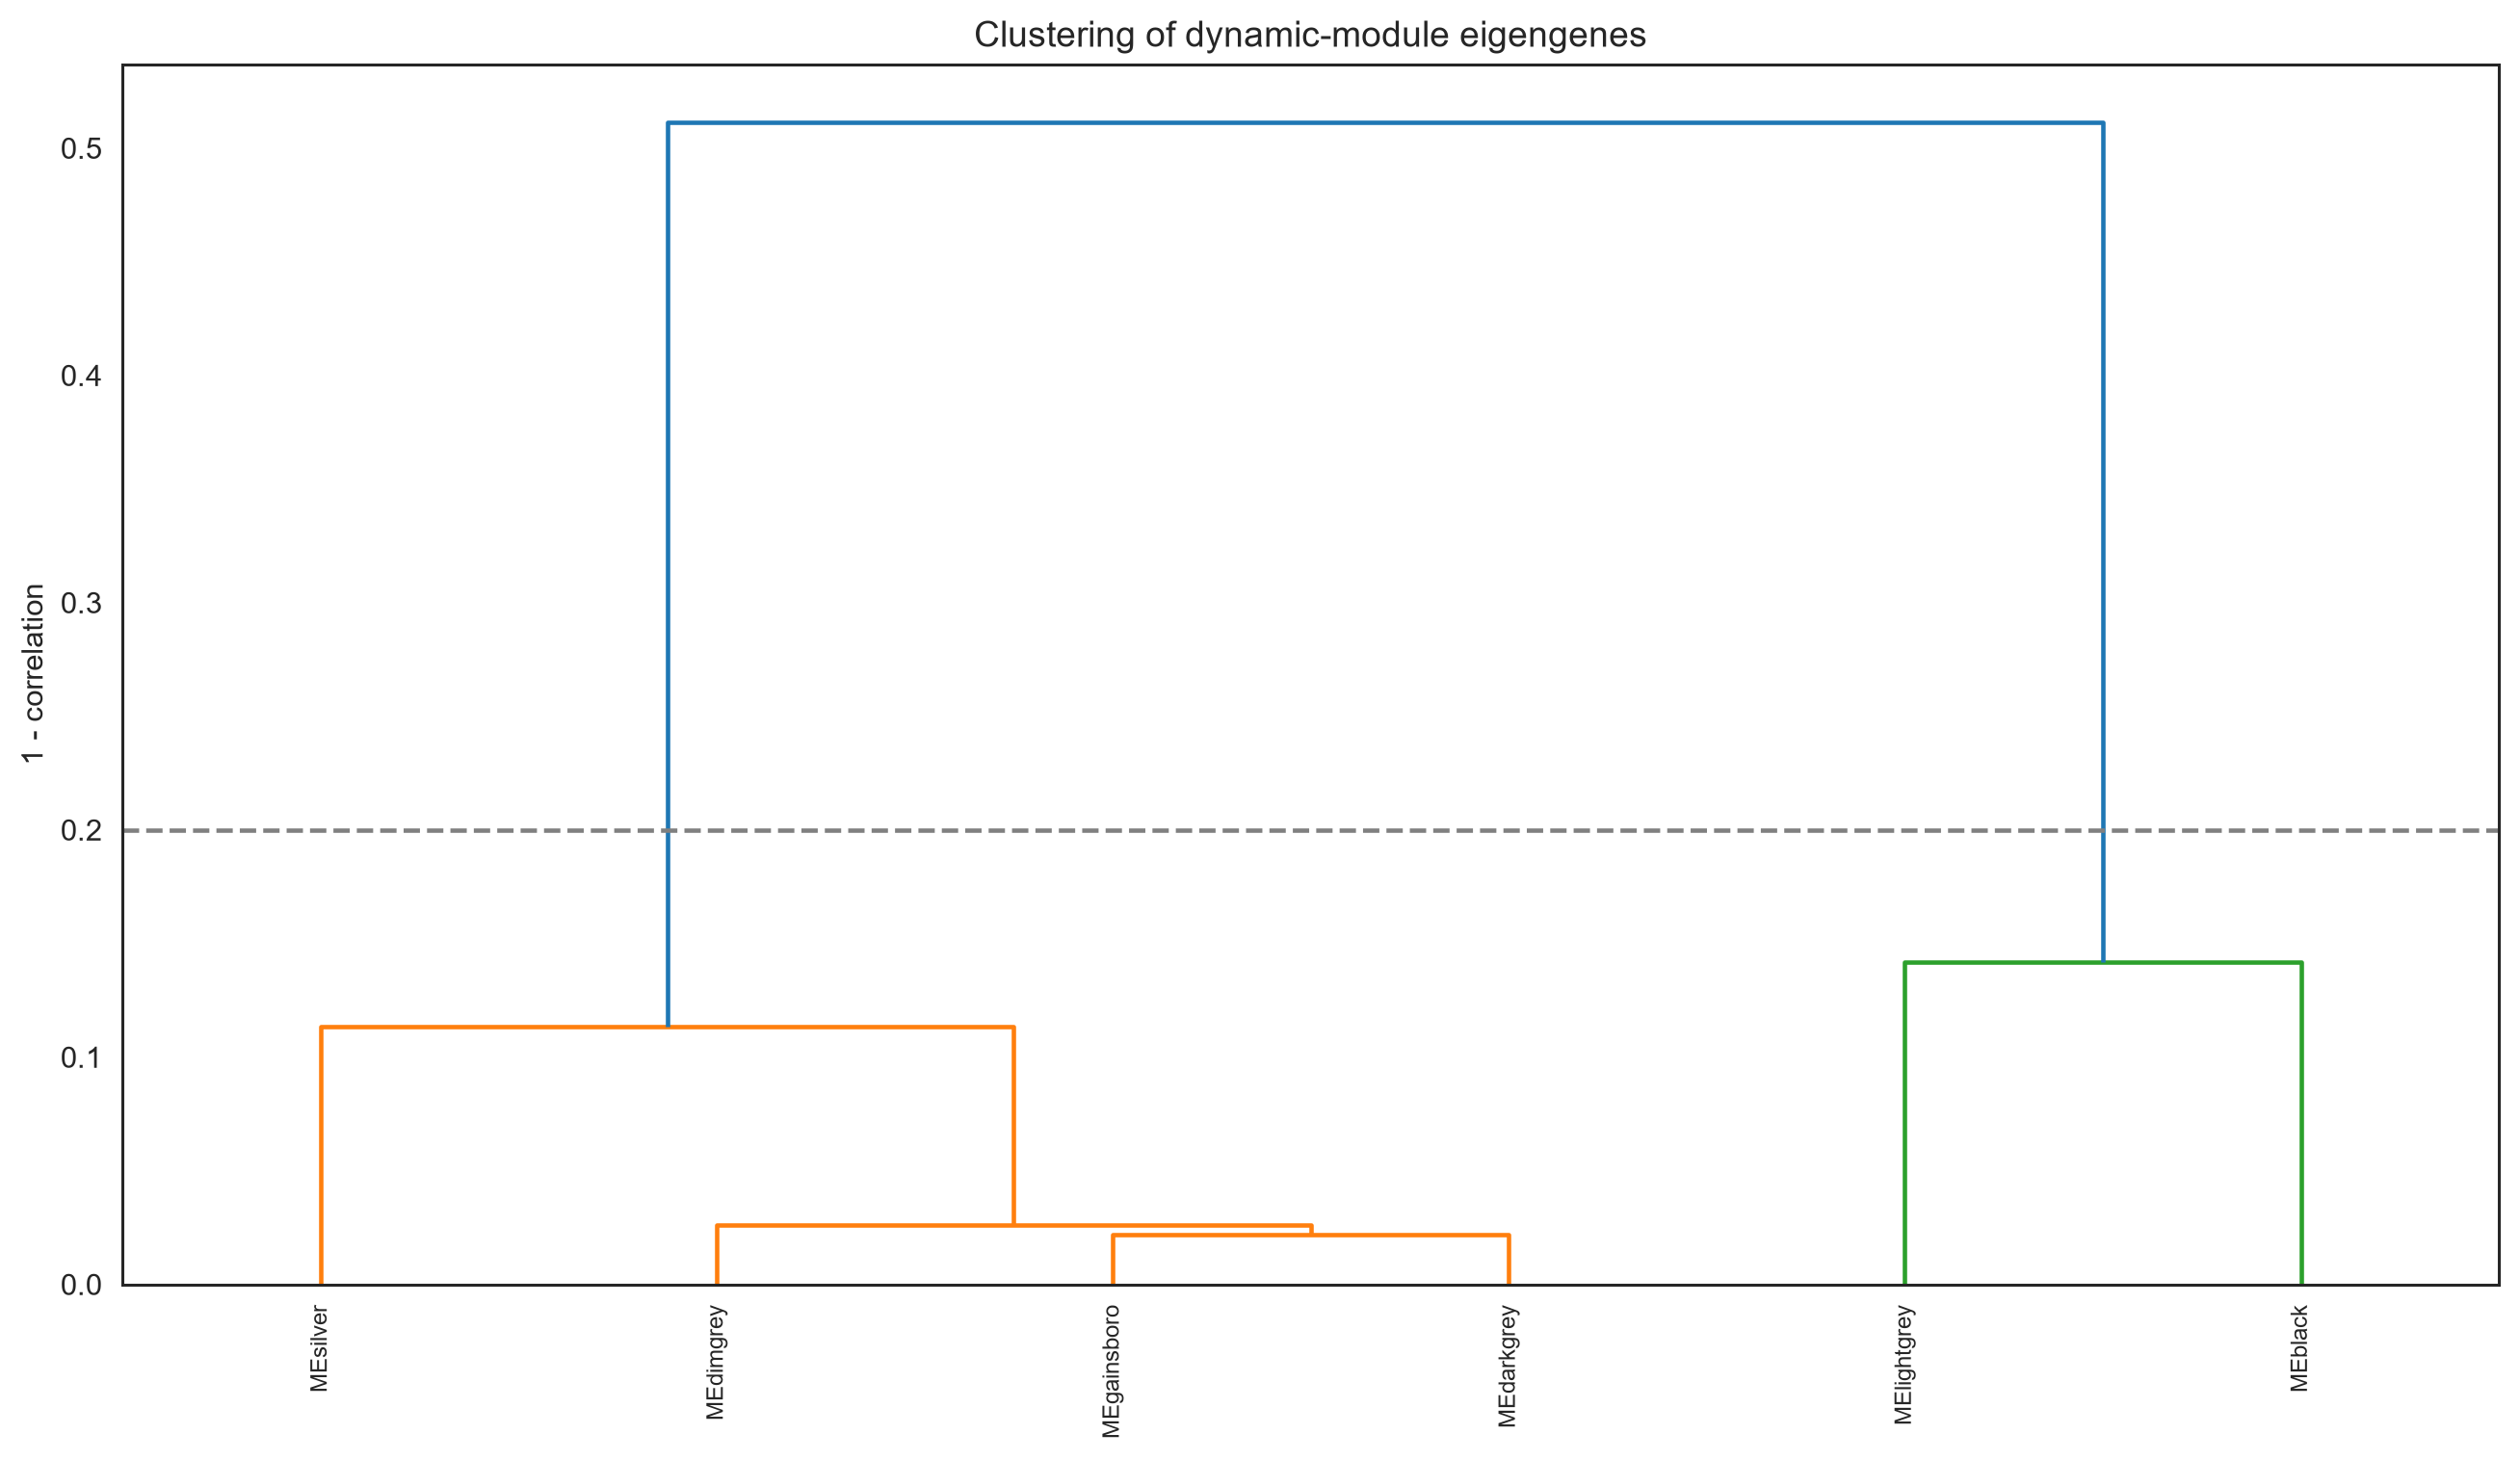 Clustering of dynamic-module eigengenes
1 - correlation
0.5
0.4
0.3
0.2
0.1
0.0
MEsilver
MEdimgrey
MEgainsboro
MEdarkgrey
MElightgrey
MEblack